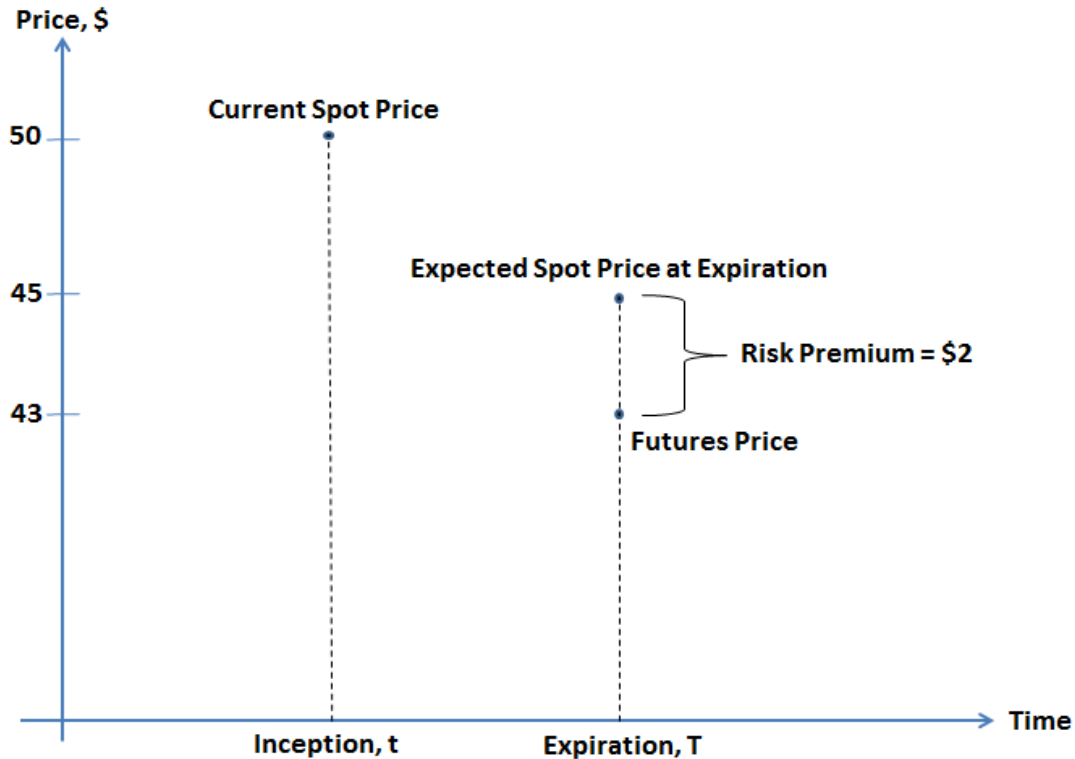 Price, $
Current Spot Price
50
Expected Spot Price at Expiration
45
Risk Premium = $2
43
Futures Price
Time
Inception, t
Expiration, T